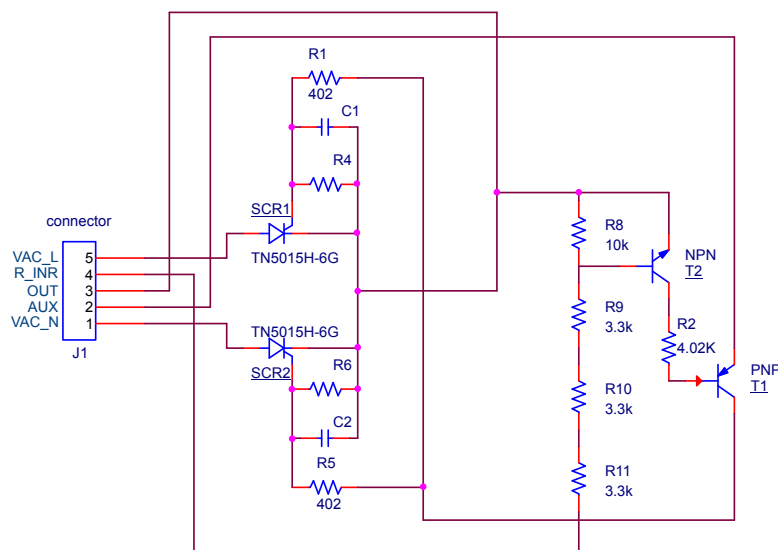 R1
402
C1
R4
SCR1
TN5015H-6G
connector
VAC_L 5
R_INR 4
OUT 3
AUX 2
VAC_N 1
J1
TN5015H-6G
SCR2
R6
C2
R5
402
R8
10k
NPN
T2
R9
3.3k
R2
4.02K
PNP
T1
R10
3.3k
R11
3.3k